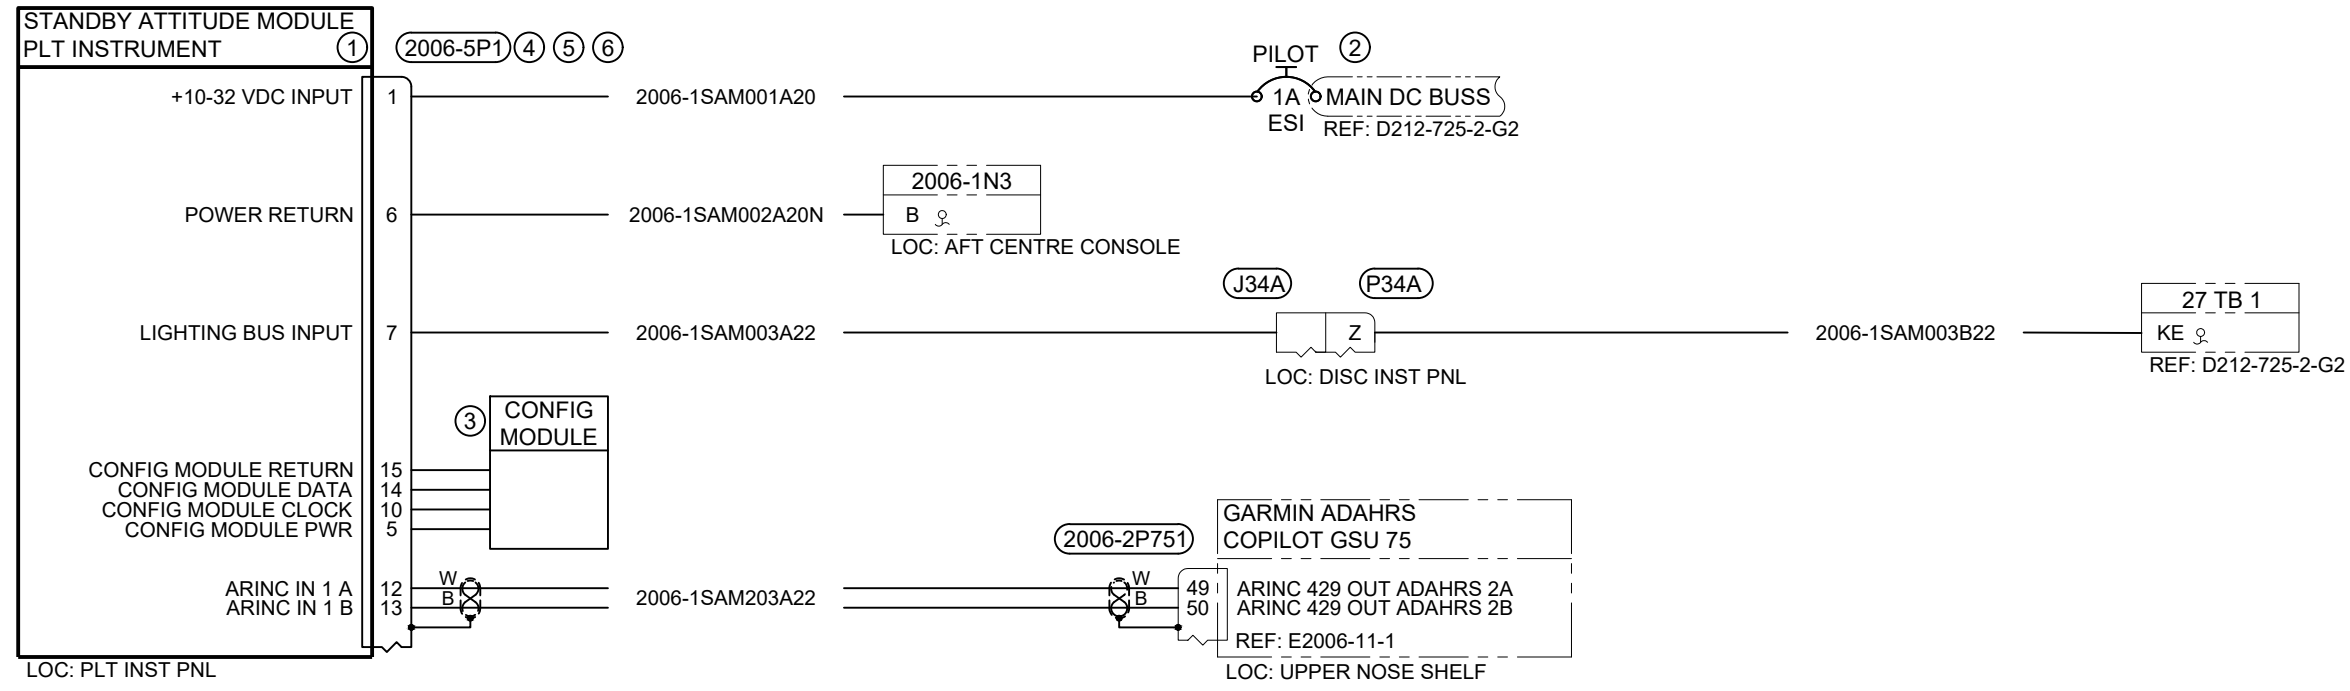 STANDBY ATTITUDE MODULE
PLT INSTRUMENT 1
2006-5P1 4 5 6
PILOT 2
+10-32 VDC INPUT 1 2006-1SAM001A20 1A MAIN DC BUSS
ESI REF: D212-725-2-G2
2006-1N3
POWER RETURN 6 2006-1SAM002A20N B
LOC: AFT CENTRE CONSOLE
J34A P34A
27 TB 1
LIGHTING BUS INPUT 7 2006-1SAM003A22 Z 2006-1SAM003B22 KE
REF: D212-725-2-G2
LOC: DISC INST PNL
3 CONFIG
MODULE
CONFIG MODULE RETURN 15
CONFIG MODULE DATA 14
CONFIG MODULE CLOCK 10
CONFIG MODULE PWR 5
GARMIN ADAHRS
2006-2P751 COPILOT GSU 75
ARINC IN 1 A 12 W W 49 ARINC 429 OUT ADAHRS 2A
2006-1SAM203A22
ARINC IN 1 B 13 B B 50 ARINC 429 OUT ADAHRS 2B
REF: E2006-11-1
LOC: PLT INST PNL LOC: UPPER NOSE SHELF